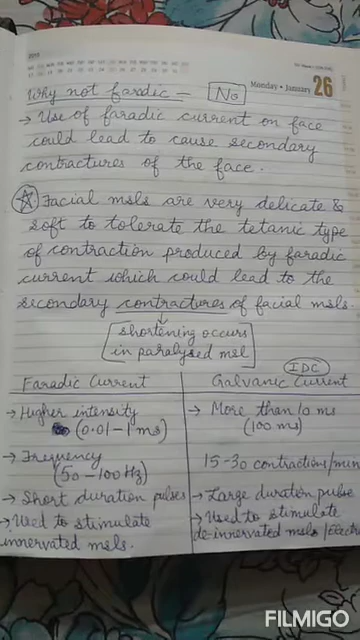 Why not fardic - No
Monday • January 26
→ Use of faradic current on face
could lead to cause secondary
contractures of the face.
Facial msls are very delicate &
soft to tolerate the tetanic type
of contraction produced by faradic
current which could lead to the
secondary contractures of facial msls.
↓
[shortening occurs
in paralysed msl]
IDC
Faradic Current
Galvanic Current
→ Higher intensity
(0.01-1 ms)
→ More than 10 ms
(100 ms)
→ Frequency
(50-100 Hz)
15-30 contraction/min
→ Short duration pulses
→ Large duration pulse
→ Used to stimulate
innervated msls.
→ Used to stimulate
de-innervated msls /Electri
FILMIGO